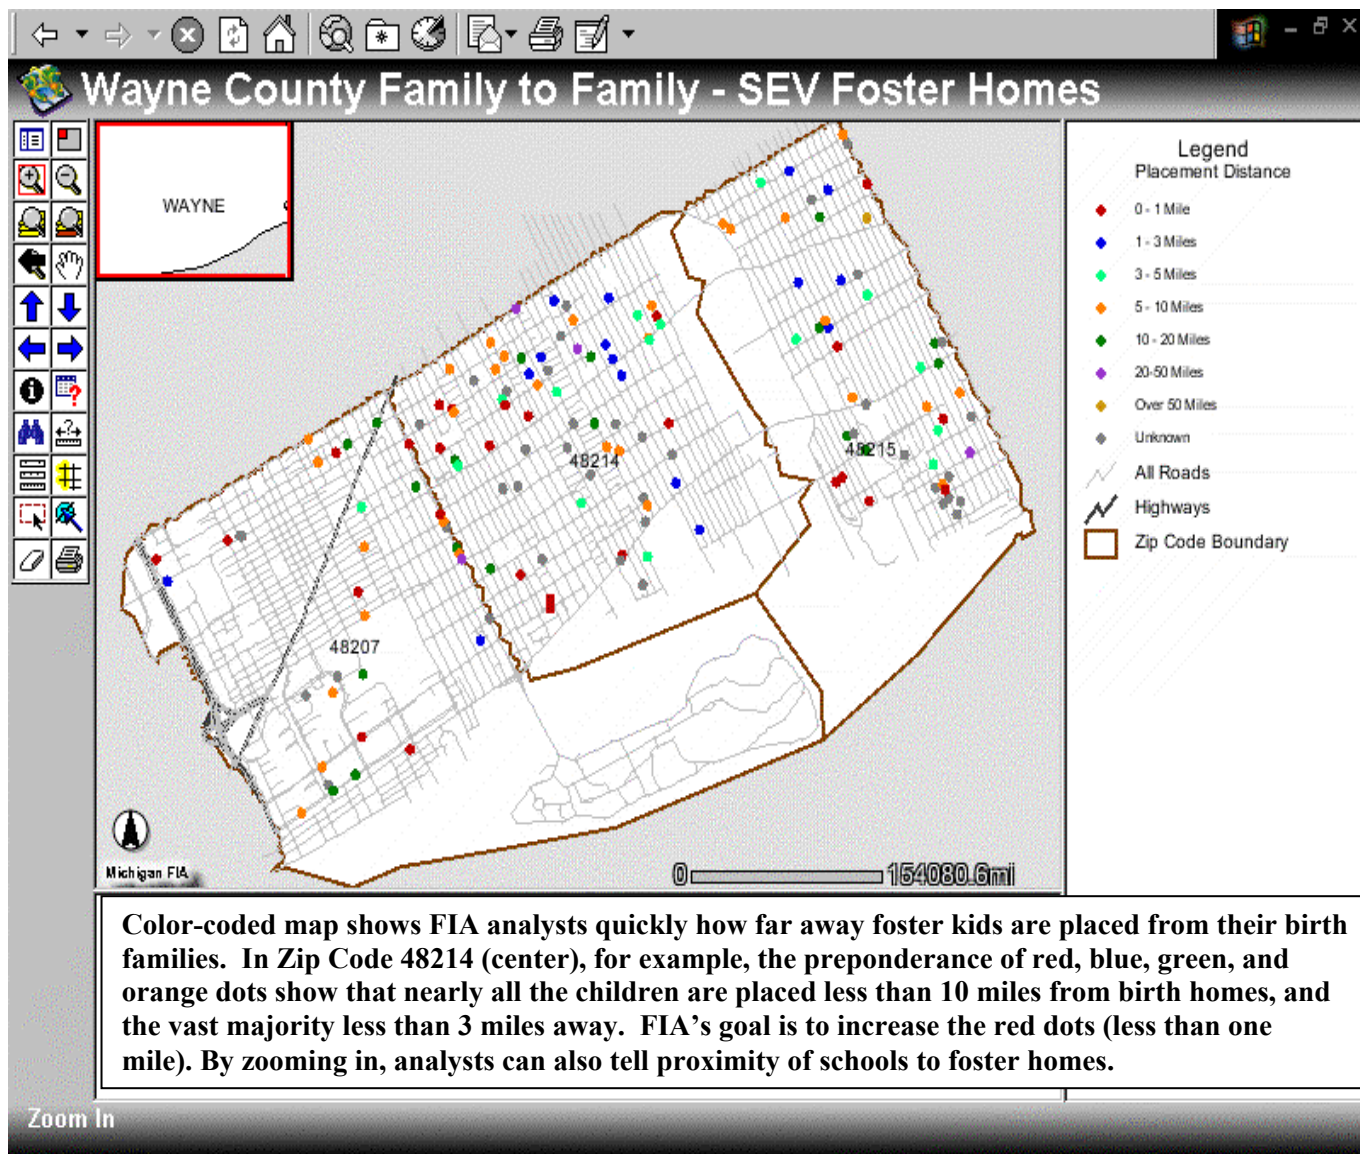 Wayne County Family to Family - SEV Foster Homes
WAYNE
Legend
Placement Distance
0 - 1 Mile
1 - 3 Miles
3 - 5 Miles
5 - 10 Miles
10 - 20 Miles
20-50 Miles
Over 50 Miles
Unknown
All Roads
Highways
Zip Code Boundary
48215
48214
48207
Michigan FIA
0 154080.6mi
Color-coded map shows FIA analysts quickly how far away foster kids are placed from their birth
families. In Zip Code 48214 (center), for example, the preponderance of red, blue, green, and
orange dots show that nearly all the children are placed less than 10 miles from birth homes, and
the vast majority less than 3 miles away. FIA's goal is to increase the red dots (less than one
mile). By zooming in, analysts can also tell proximity of schools to foster homes.
Zoom In